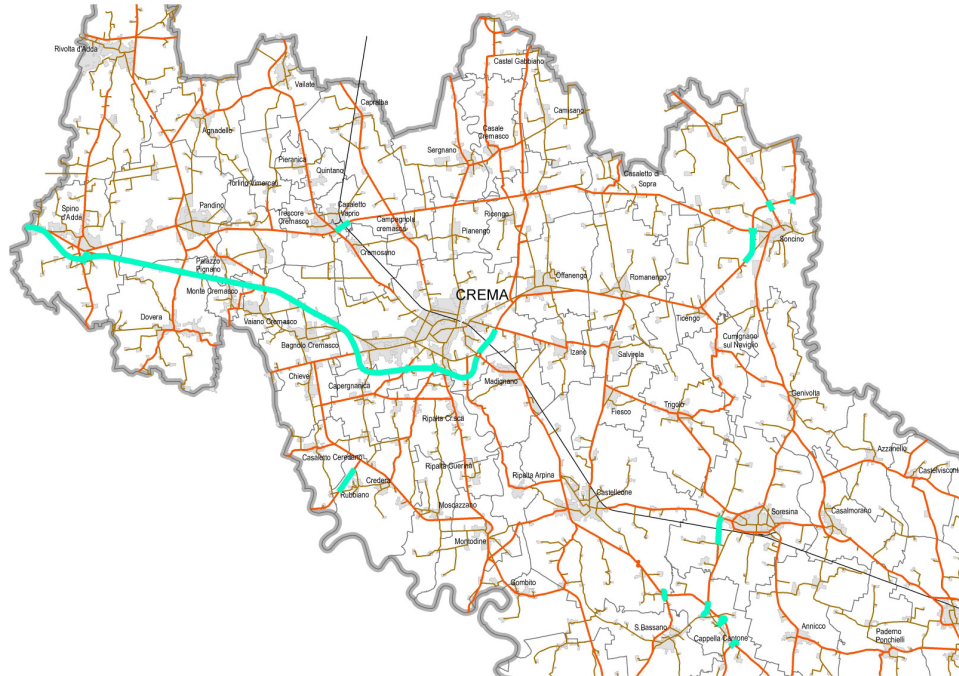 Rivolta d'Adda
Castel Gabbiano
Vailate
Capralba
Camisano
Agnadello
Casale
Cremasco
Sergnano
Pieranica
Quintano
Casaletto di
Sopra
Torlino Vimercati
Pandino
Casaletto
Vaprio
Spino
d'Adda
Trescore
Cremasco
Campagnola
cremasco
Ricengo
Pianengo
Soncino
Cremosano
Palazzo
Pignano
Offanengo
Romanengo
Monte Cremasco
CREMA
Dovera
Vaiano Cremasco
Ticengo
Cumignano
sul Naviglio
Bagnolo Cremasco
Izano
Salvirola
Chieve
Capergnanica
Madignano
Genivolta
Fiesco
Trigolo
Ripalta Cr.sca
Azzanello
Casaletto Ceredano
Ripalta Guerina
Castelvisconti
Credera
Ripalta Arpina
Rubbiano
Castelleone
Moscazzano
Soresina
Casalmorano
Montodine
Gombito
S.Bassano
Cappella Cantone
Annicco
Paderno
Ponchielli